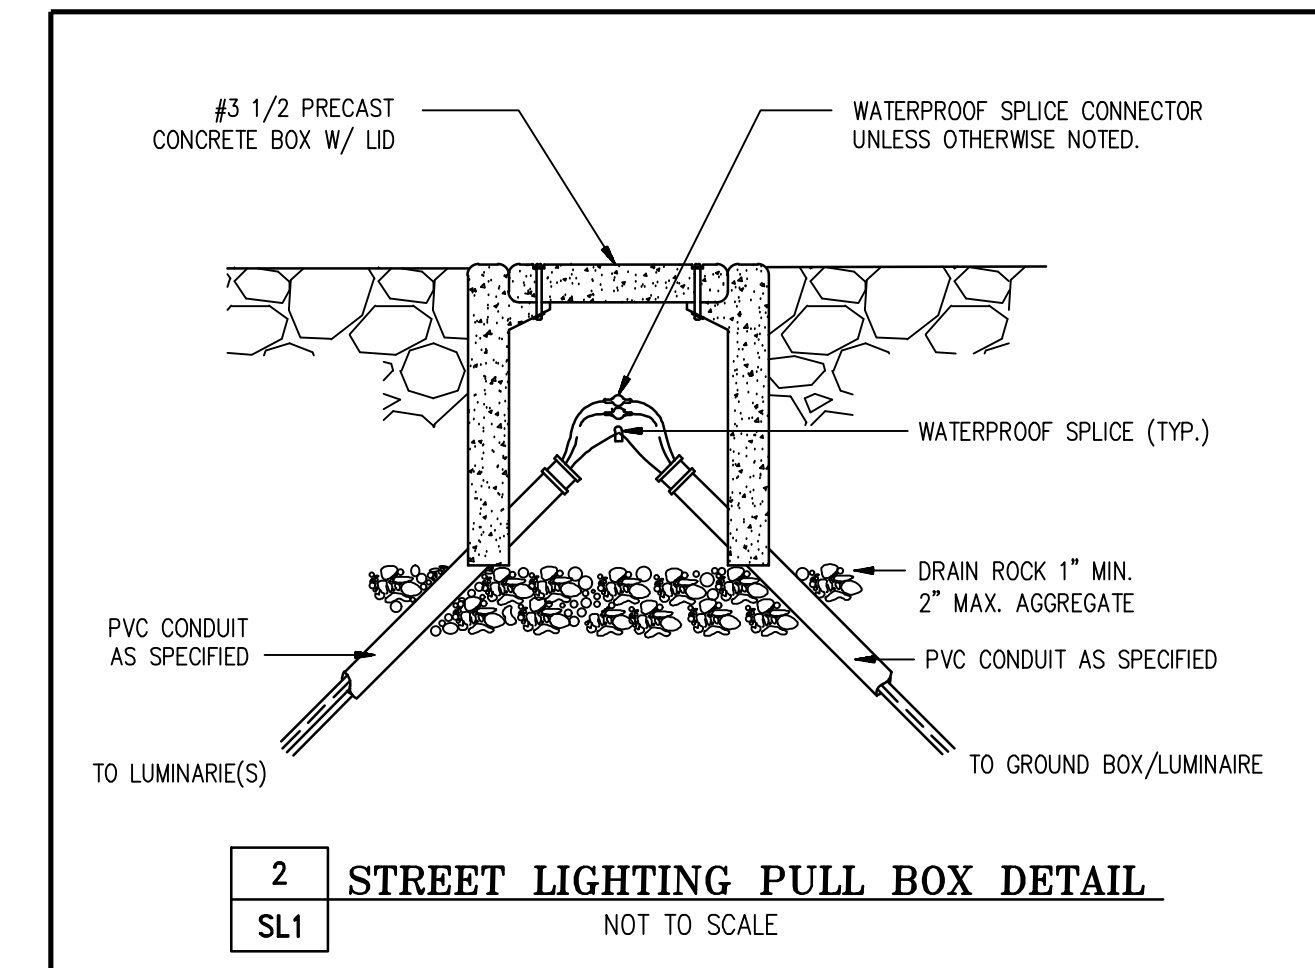 #3 1/2 PRECAST
CONCRETE BOX W/ LID
WATERPROOF SPLICE CONNECTOR
UNLESS OTHERWISE NOTED.
WATERPROOF SPLICE (TYP.)
DRAIN ROCK 1" MIN.
2" MAX. AGGREGATE
PVC CONDUIT
AS SPECIFIED
PVC CONDUIT AS SPECIFIED
TO LUMINARIE(S)
TO GROUND BOX/LUMINAIRE
2
SL1
STREET LIGHTING PULL BOX DETAIL
NOT TO SCALE